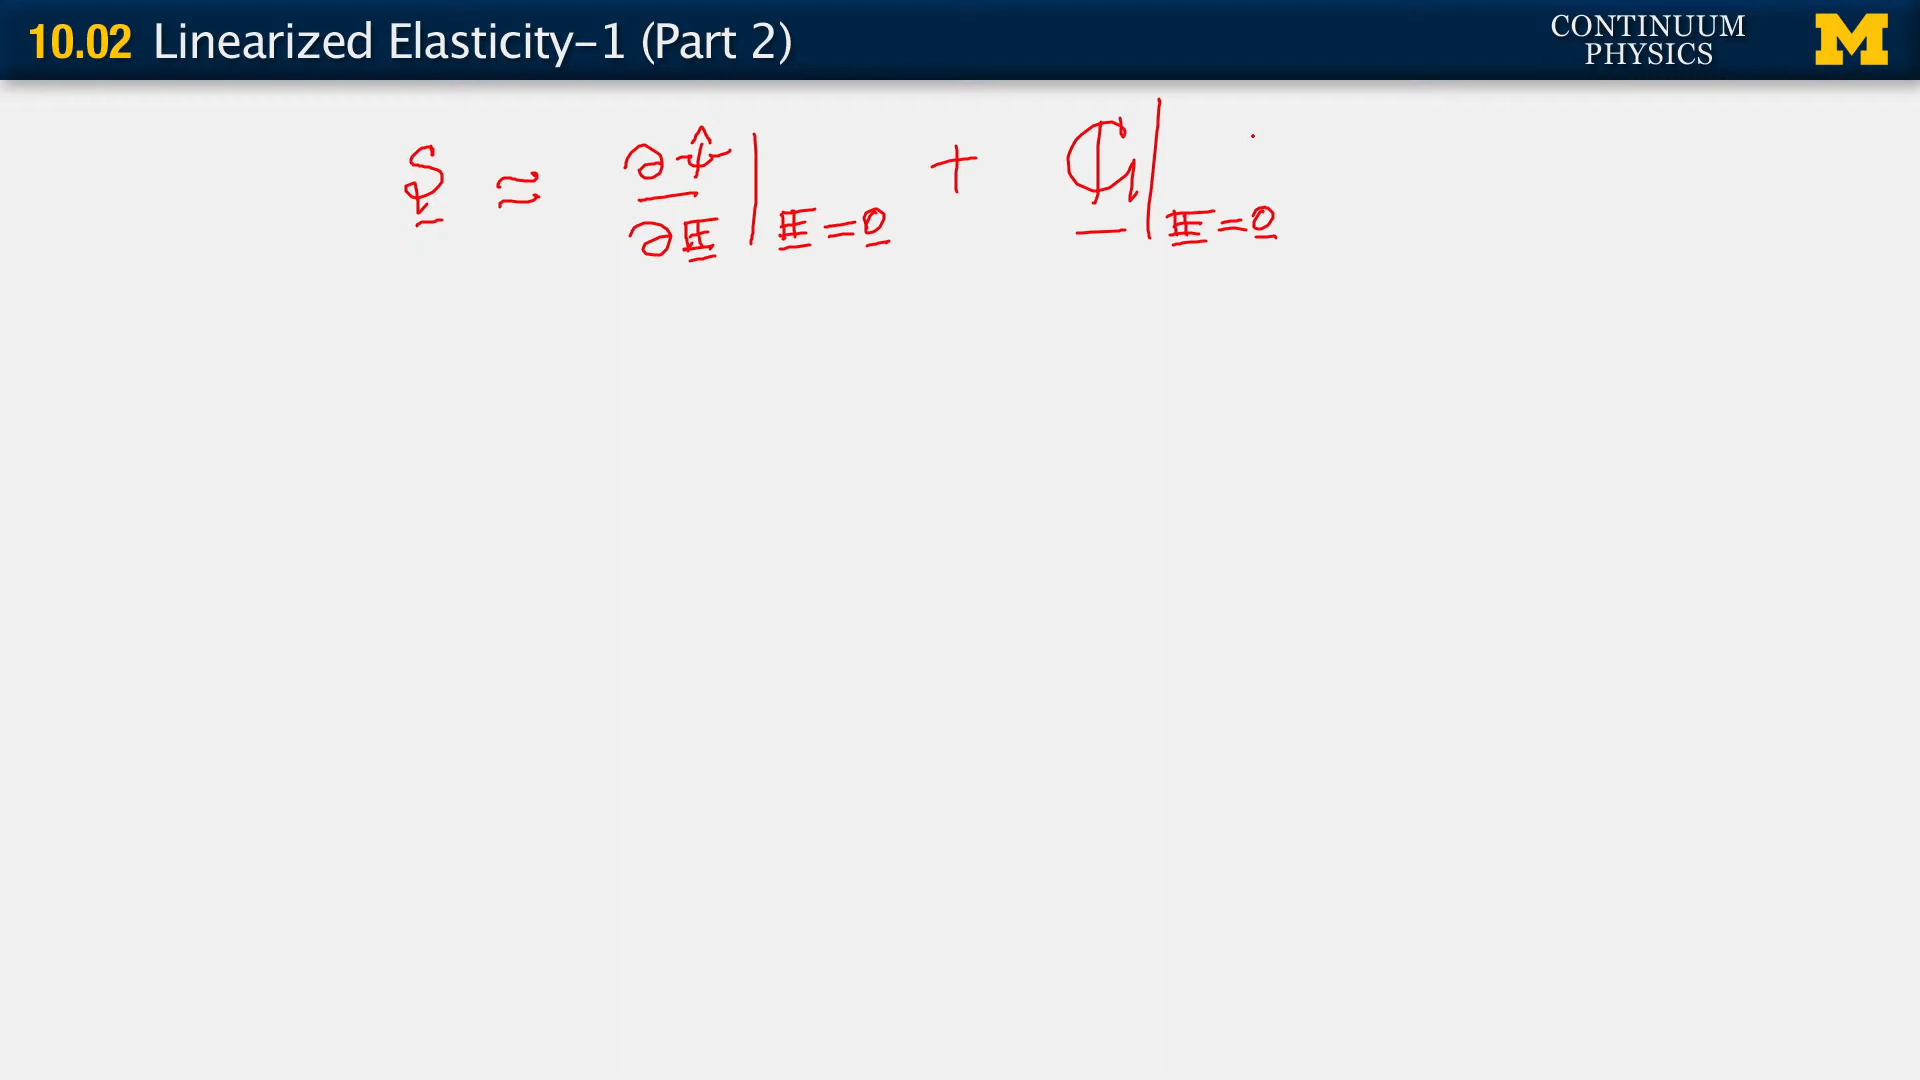 10.02 Linearized Elasticity-1 (Part 2)
CONTINUUM
PHYSICS
M
S ≈ ∂ψ̂/∂E |E=0 + ℂ |E=0